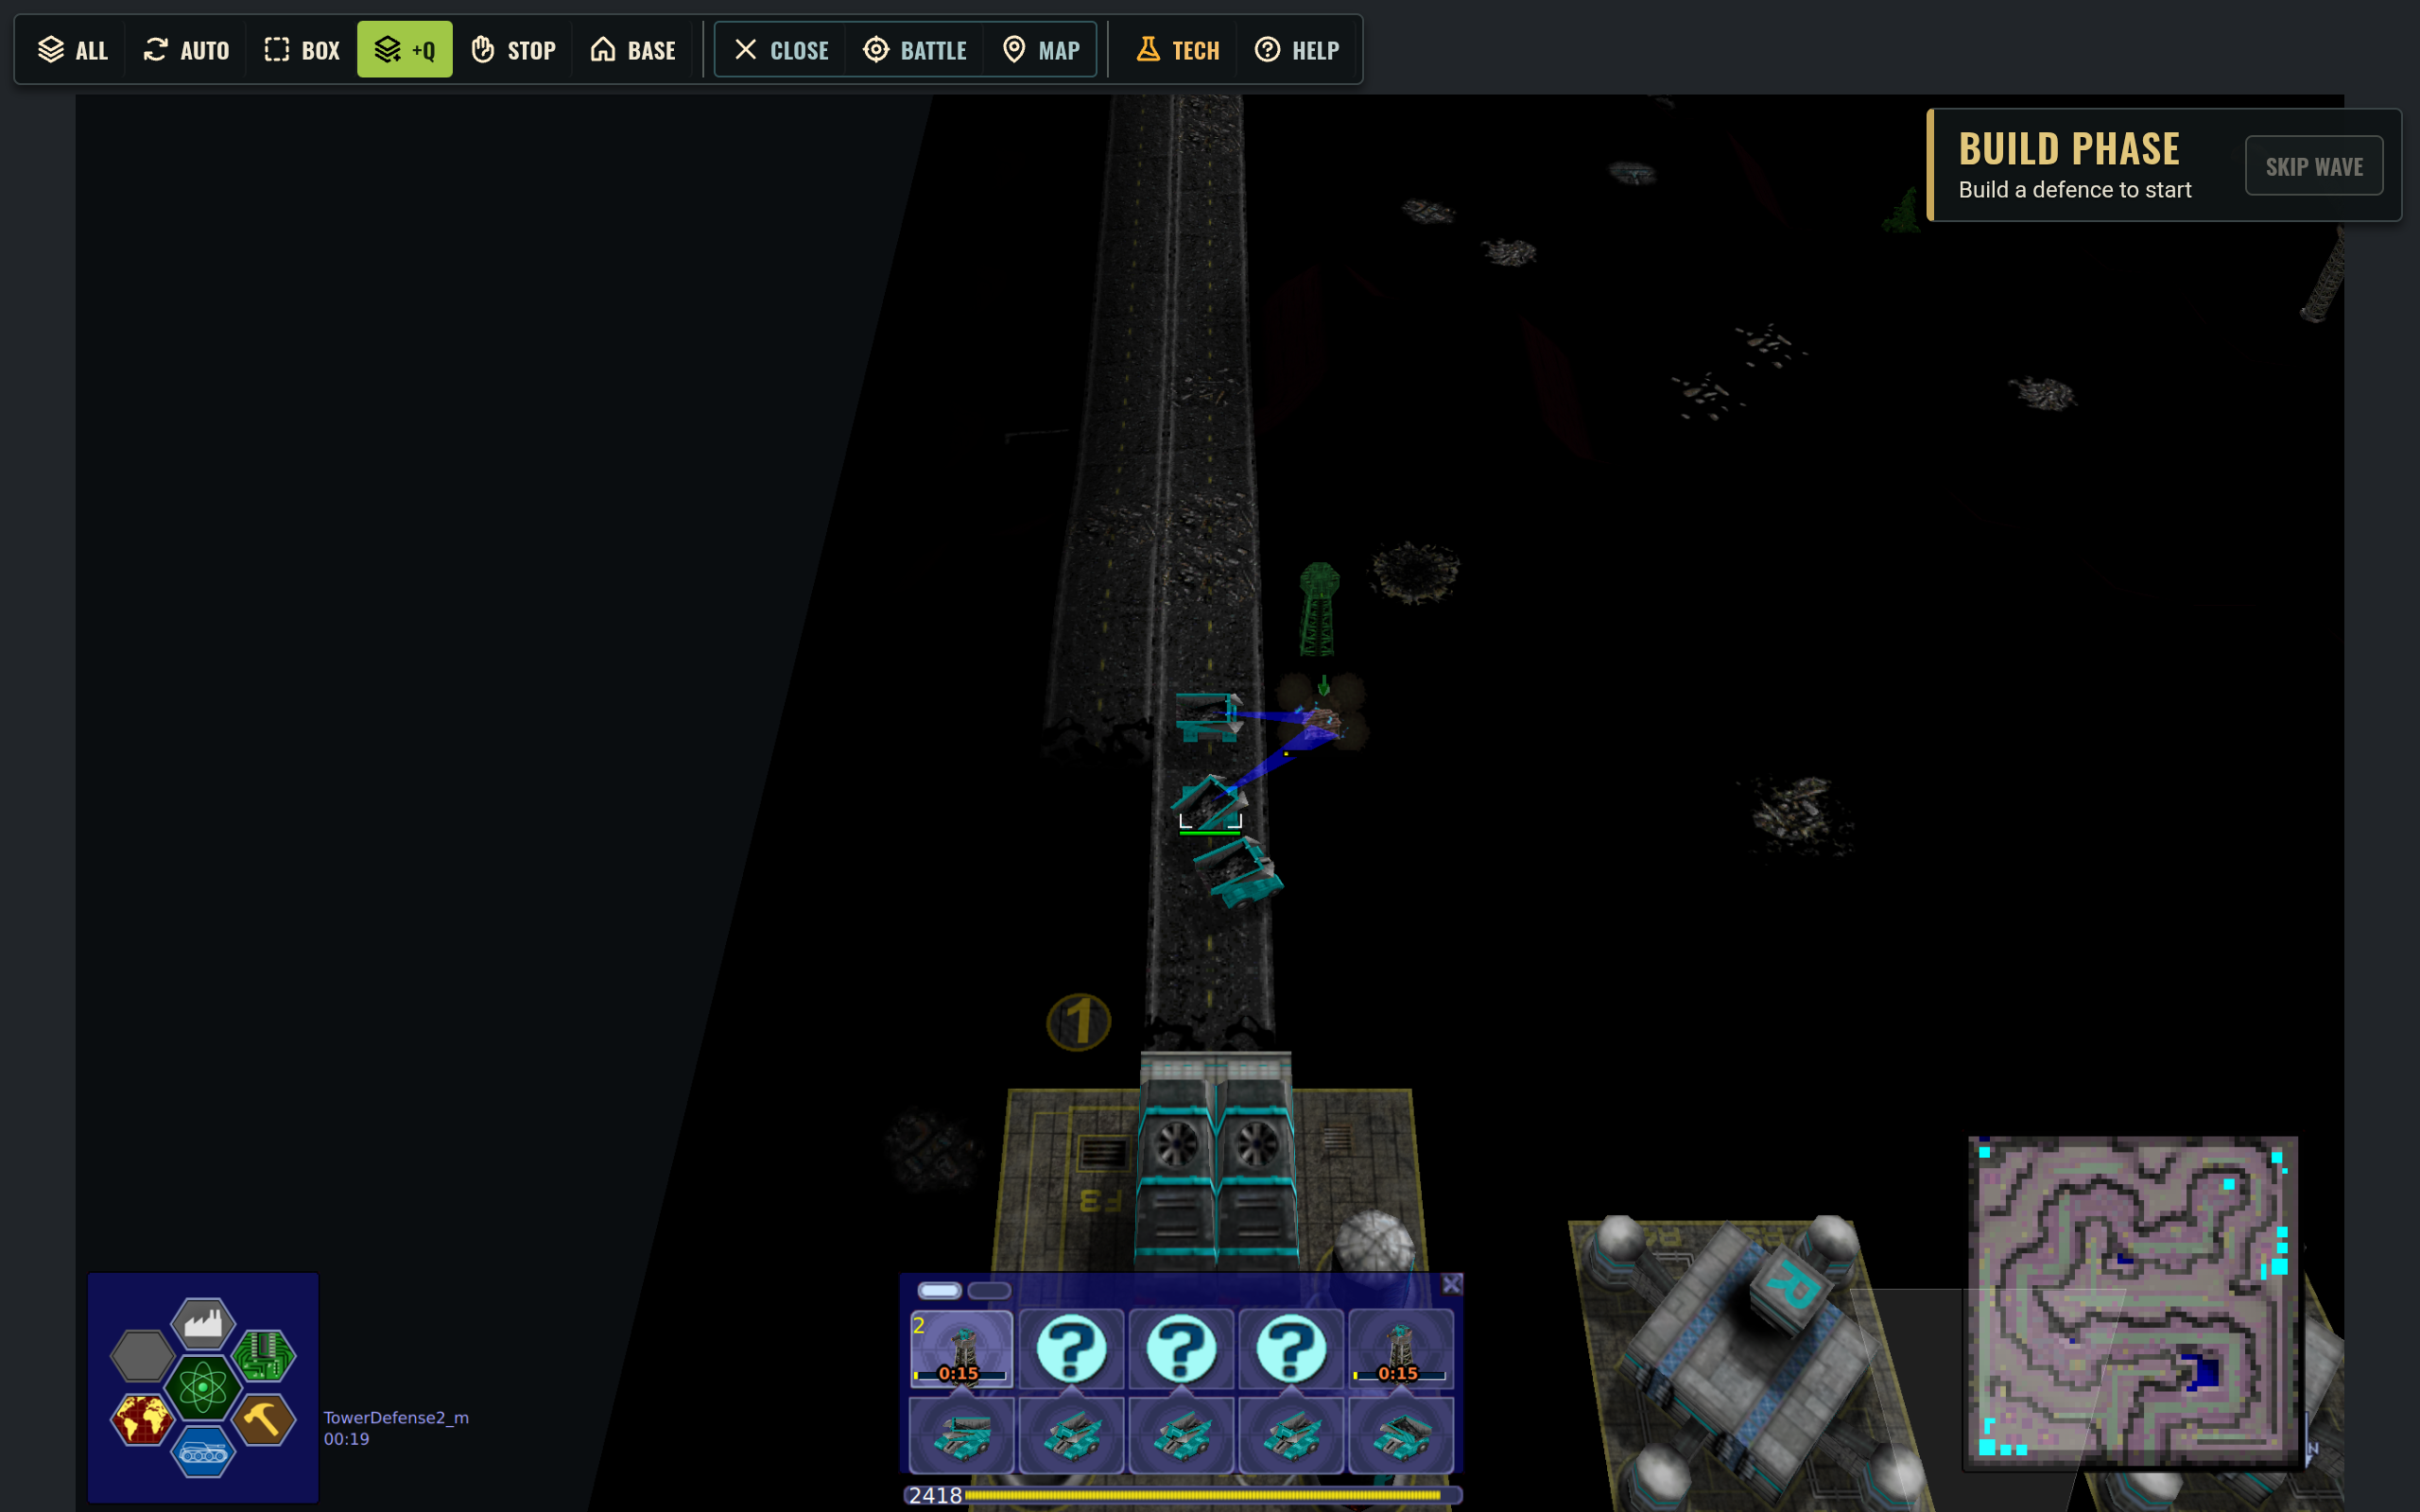 ALL AUTO BOX +Q STOP BASE CLOSE BATTLE MAP TECH HELP
BUILD PHASE
Build a defence to start
SKIP WAVE
1
F3
R
2
0:15
?
?
?
0:15
TowerDefense2_m
00:19
2418